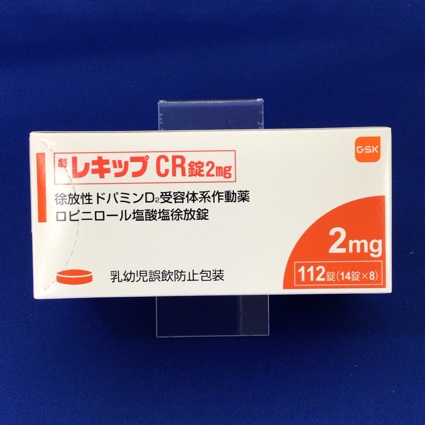 劇 レキップ CR錠2mg
GSK
徐放性ドパミンD₂受容体系作動薬
ロピニロール塩酸塩徐放錠
2mg
112錠(14錠×8)
乳幼児誤飲防止包装